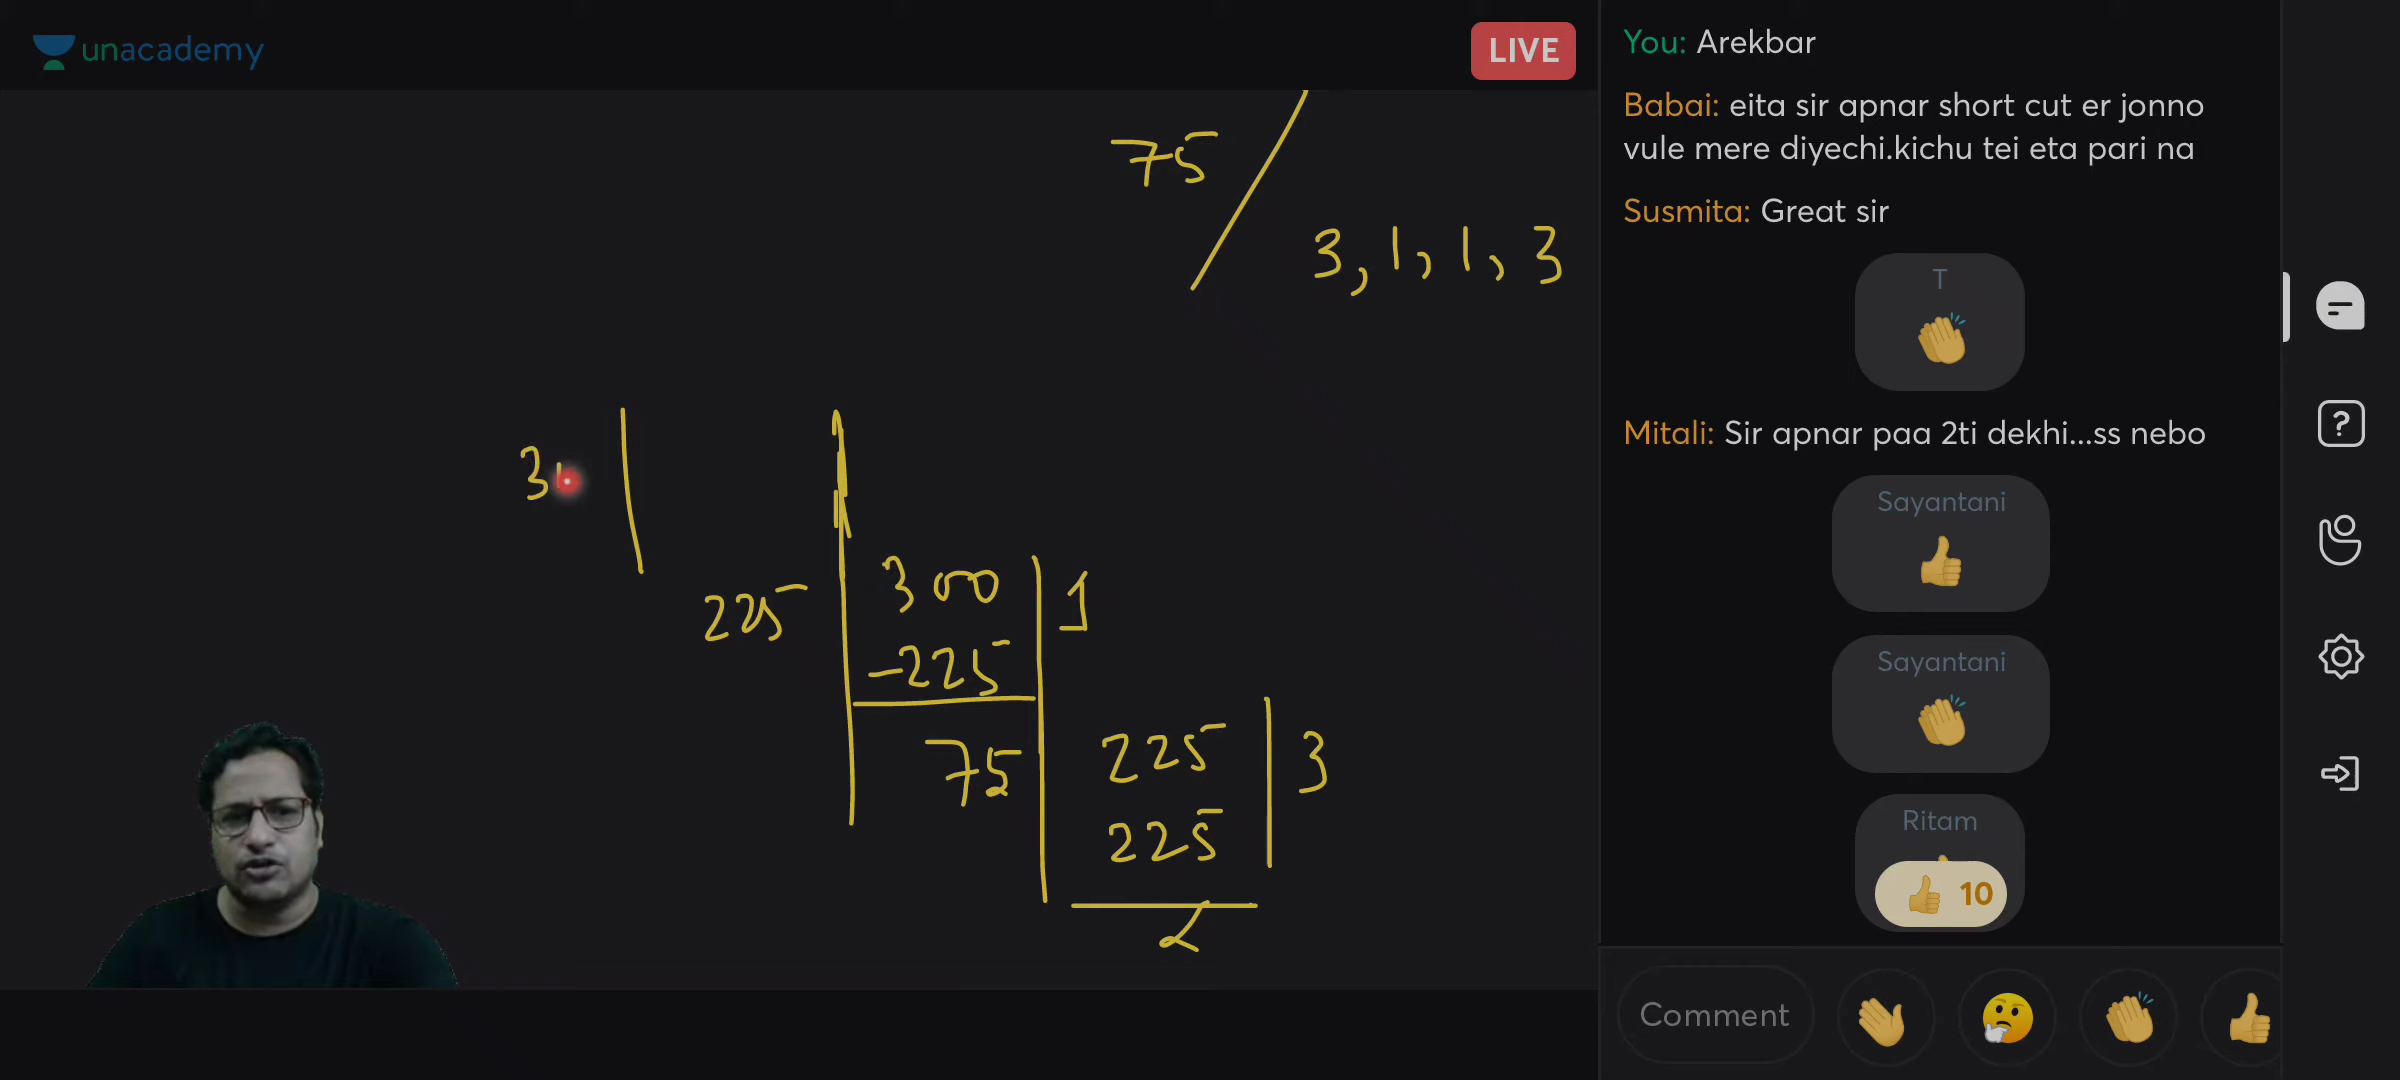 unacademy
LIVE
75
3, 1, 1, 3
3
225
300
1
-225
75
225
3
225
You: Arekbar
Babai: eita sir apnar short cut er jonno
vule mere diyechi.kichu tei eta pari na
Susmita: Great sir
T
Mitali: Sir apnar paa 2ti dekhi...ss nebo
Sayantani
Sayantani
Ritam
10
Comment